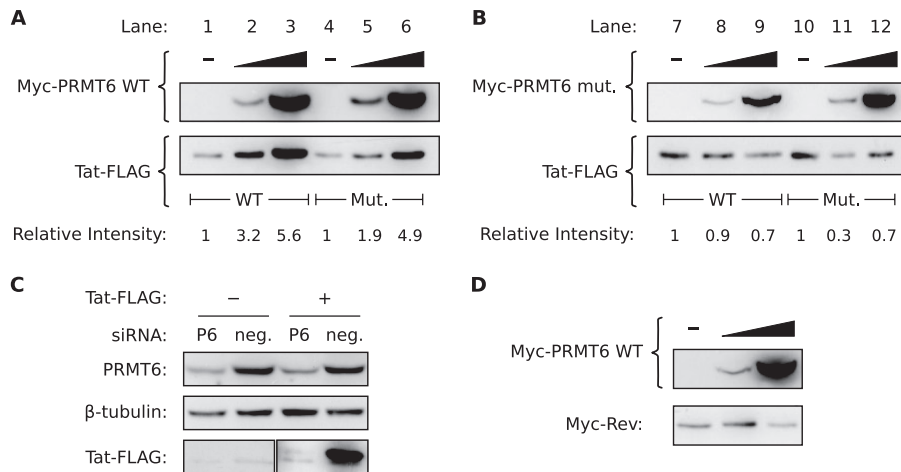 A
Lane: 1 2 3 4 5 6
– –
Myc-PRMT6 WT
Tat-FLAG
WT Mut.
Relative Intensity: 1 3.2 5.6 1 1.9 4.9
B
Lane: 7 8 9 10 11 12
– –
Myc-PRMT6 mut.
Tat-FLAG
WT Mut.
Relative Intensity: 1 0.9 0.7 1 0.3 0.7
C
Tat-FLAG: – +
siRNA: P6 neg. P6 neg.
PRMT6:
β-tubulin:
Tat-FLAG:
D
–
Myc-PRMT6 WT
Myc-Rev: